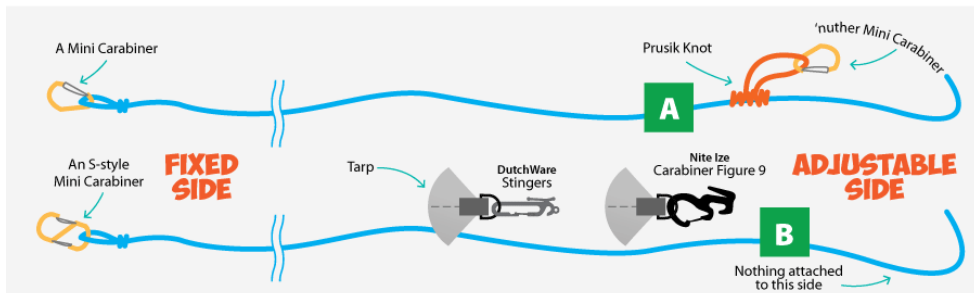 A Mini Carabiner
Prusik Knot
'nuther Mini Carabiner
A
An S-style
Mini Carabiner
FIXED
SIDE
Tarp
DutchWare
Stingers
Nite Ize
Carabiner Figure 9
ADJUSTABLE
SIDE
B
Nothing attached
to this side